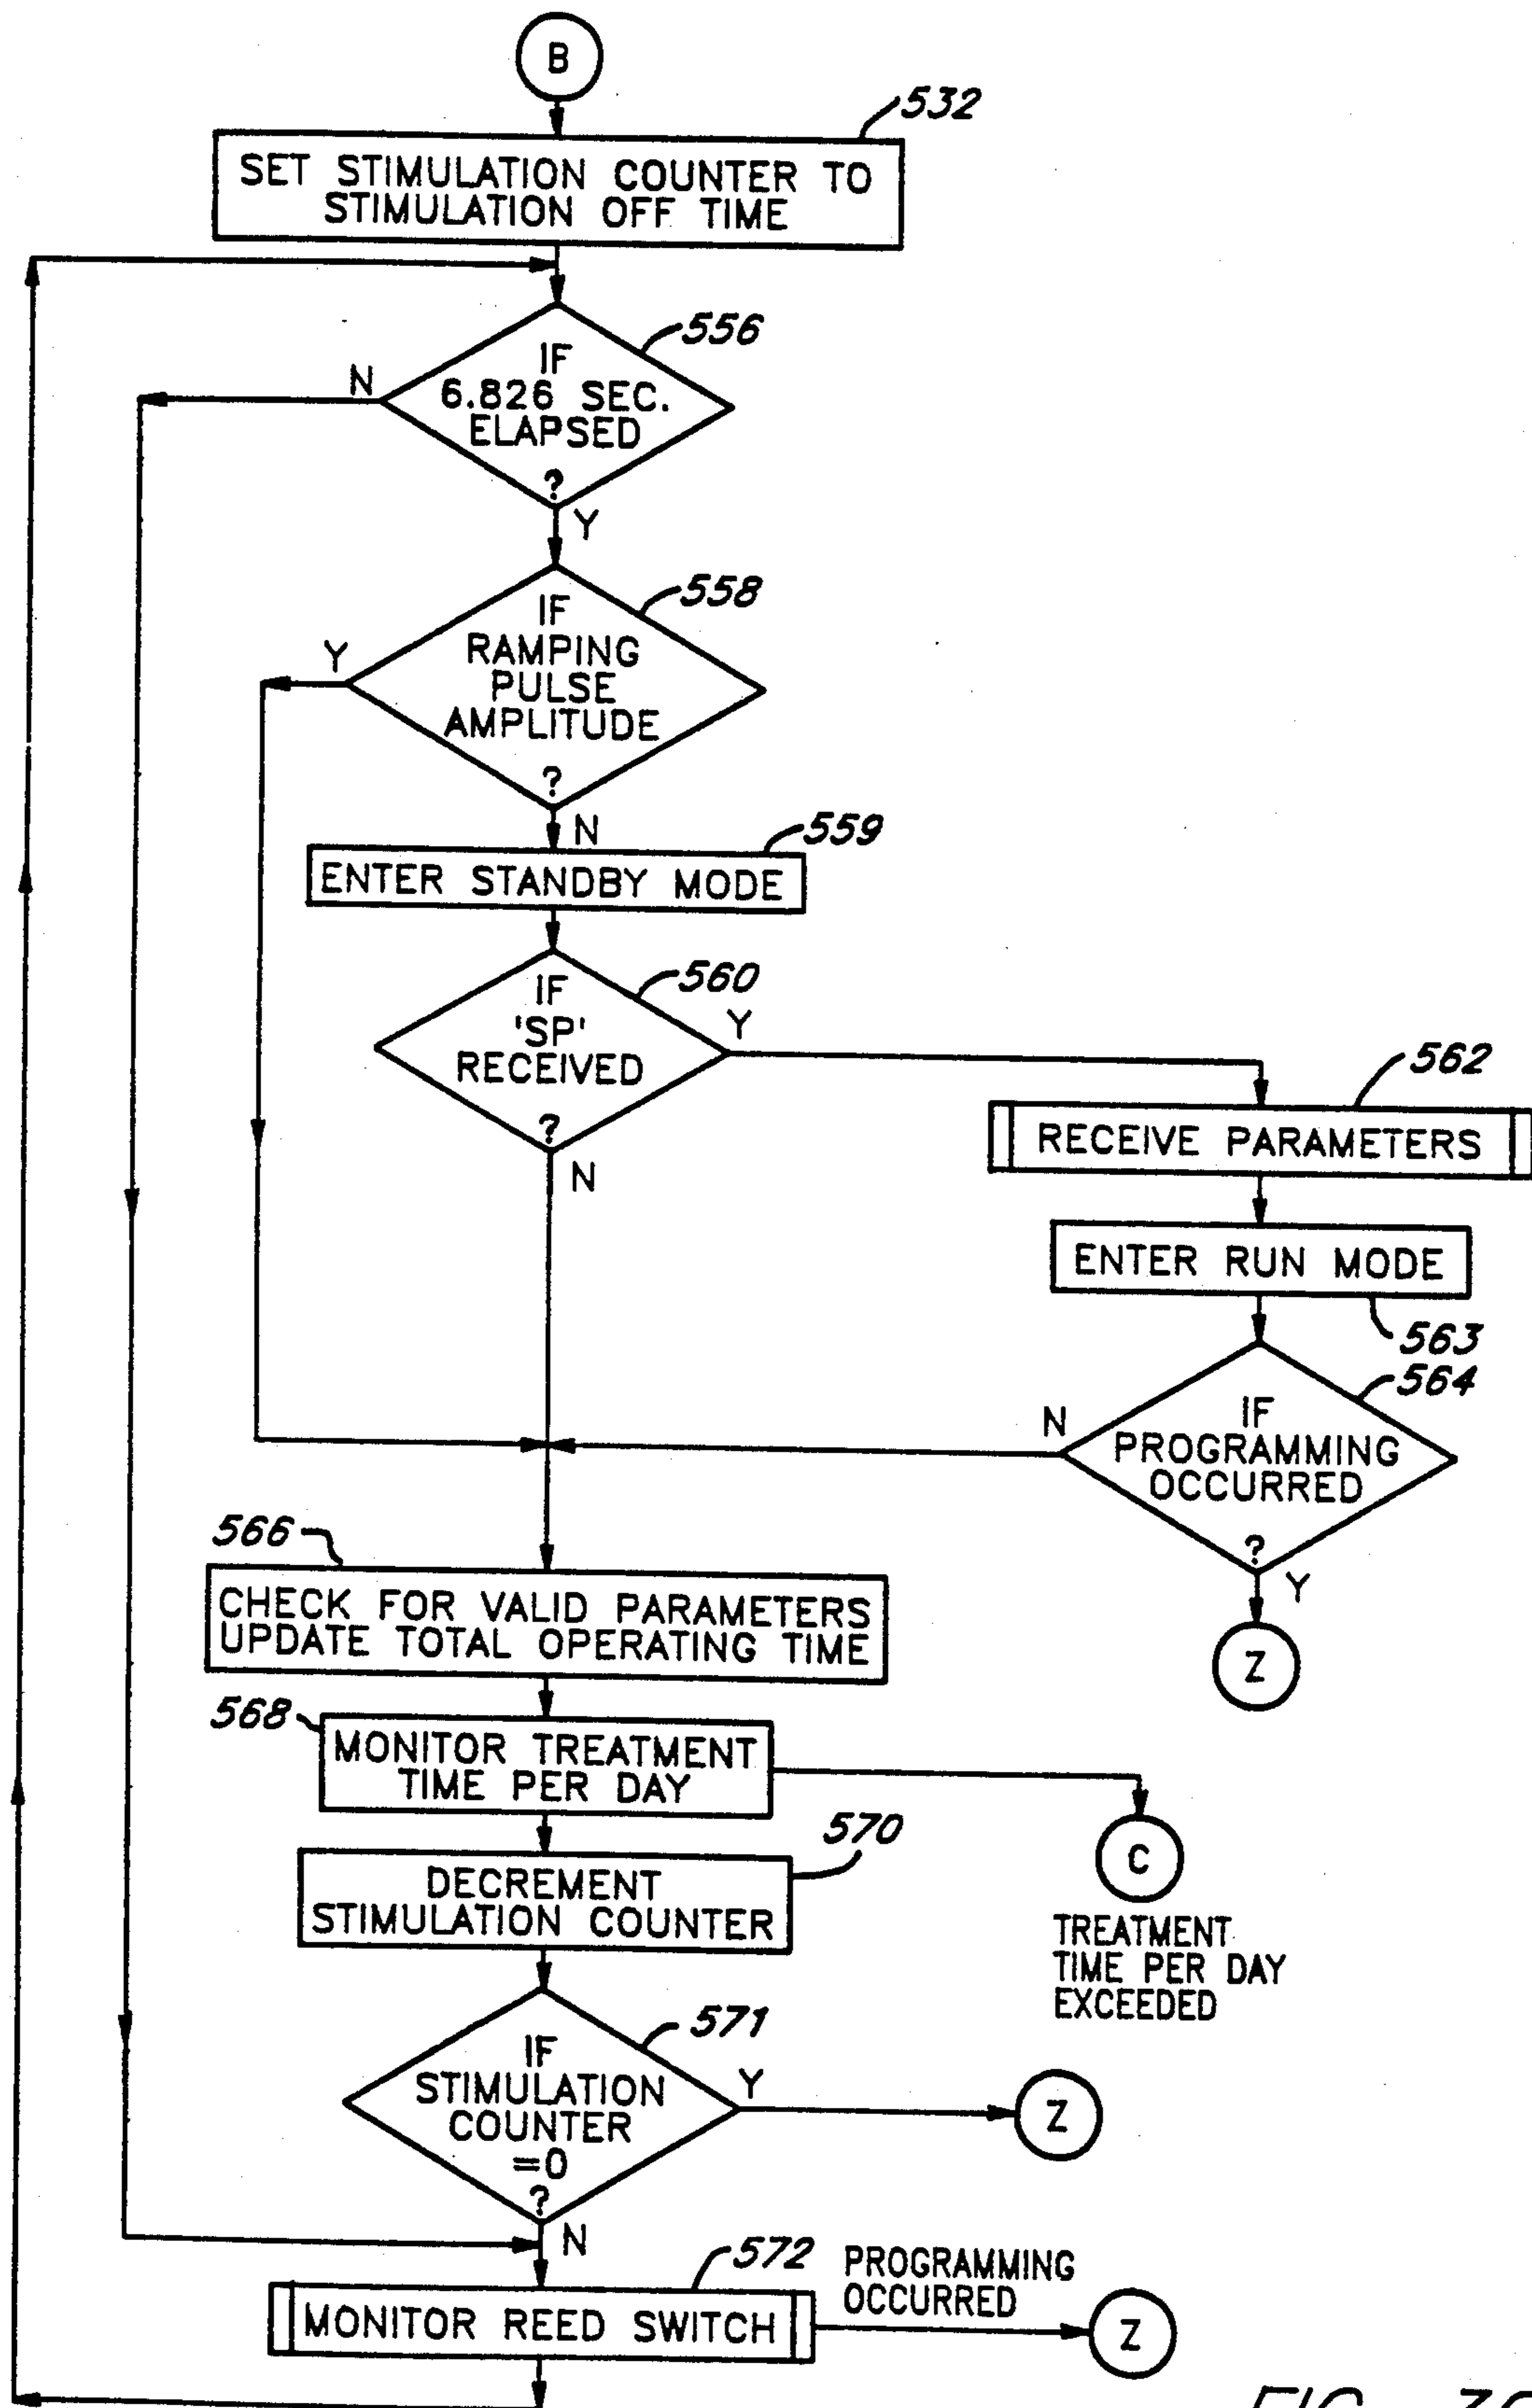 B
532
SET STIMULATION COUNTER TO
STIMULATION OFF TIME
556
IF
6.826 SEC.
ELAPSED
?
N
Y
558
IF
RAMPING
PULSE
AMPLITUDE
?
Y
N
559
ENTER STANDBY MODE
560
IF
'SP'
RECEIVED
?
Y
N
562
RECEIVE PARAMETERS
ENTER RUN MODE
563
564
IF
PROGRAMMING
OCCURRED
?
N
Y
Z
566
CHECK FOR VALID PARAMETERS
UPDATE TOTAL OPERATING TIME
568
MONITOR TREATMENT
TIME PER DAY
C
TREATMENT
TIME PER DAY
EXCEEDED
570
DECREMENT
STIMULATION COUNTER
571
IF
STIMULATION
COUNTER
=0
?
Y
Z
N
572
MONITOR REED SWITCH
PROGRAMMING
OCCURRED
Z